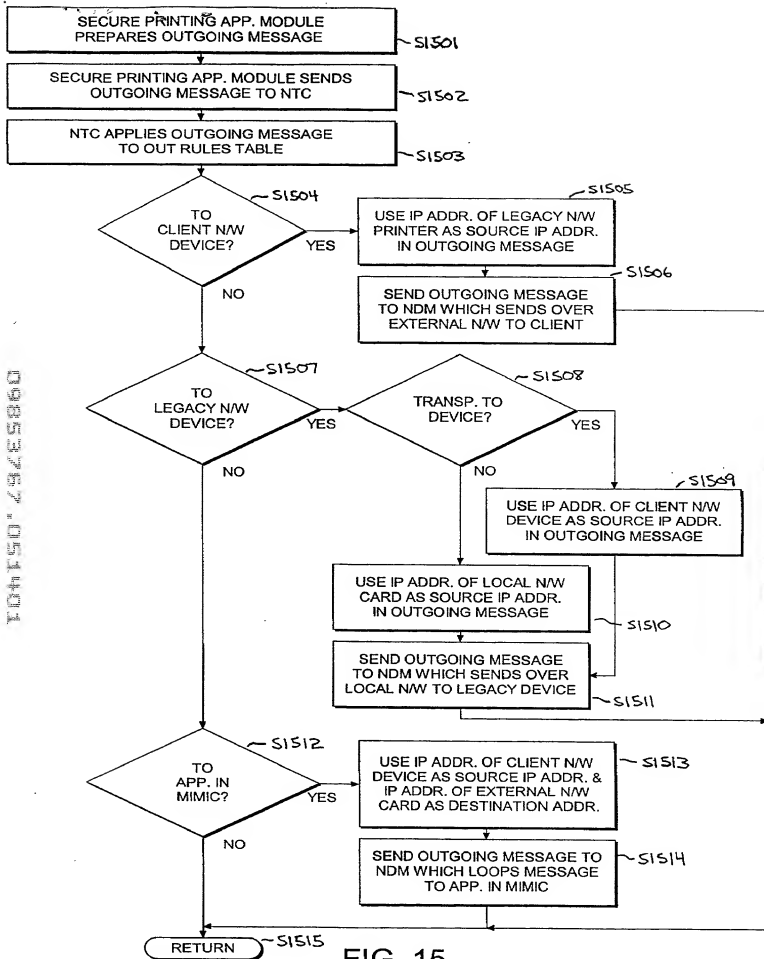 SECURE PRINTING APP. MODULE
PREPARES OUTGOING MESSAGE
S1501
SECURE PRINTING APP. MODULE SENDS
OUTGOING MESSAGE TO NTC
S1502
NTC APPLIES OUTGOING MESSAGE
TO OUT RULES TABLE
S1503
TO
CLIENT N/W
DEVICE?
S1504
YES
NO
USE IP ADDR. OF LEGACY N/W
PRINTER AS SOURCE IP ADDR.
IN OUTGOING MESSAGE
S1505
SEND OUTGOING MESSAGE
TO NDM WHICH SENDS OVER
EXTERNAL N/W TO CLIENT
S1506
TO
LEGACY N/W
DEVICE?
S1507
YES
NO
TRANSP. TO
DEVICE?
S1508
YES
NO
USE IP ADDR. OF CLIENT N/W
DEVICE AS SOURCE IP ADDR.
IN OUTGOING MESSAGE
S1509
USE IP ADDR. OF LOCAL N/W
CARD AS SOURCE IP ADDR.
IN OUTGOING MESSAGE
S1510
SEND OUTGOING MESSAGE
TO NDM WHICH SENDS OVER
LOCAL N/W TO LEGACY DEVICE
S1511
TO
APP. IN
MIMIC?
S1512
YES
NO
USE IP ADDR. OF CLIENT N/W
DEVICE AS SOURCE IP ADDR. &
IP ADDR. OF EXTERNAL N/W
CARD AS DESTINATION ADDR.
S1513
SEND OUTGOING MESSAGE TO
NDM WHICH LOOPS MESSAGE
TO APP. IN MIMIC
S1514
RETURN
S1515
FIG. 15
09853767.051401